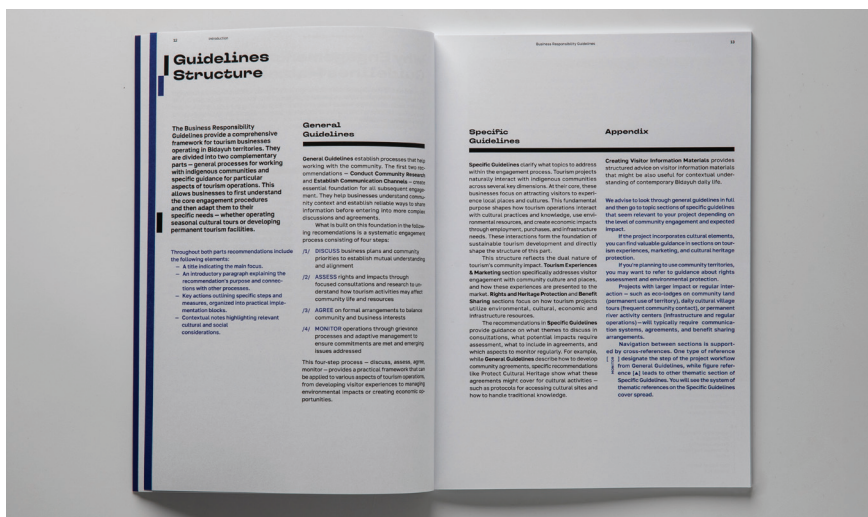 32
Introduction
Guidelines
Structure
The Business Responsibility
Guidelines provide a comprehensive
framework for tourism businesses
operating in Bidayuh territories. They
are divided into two complementary
parts — general processes for working
with indigenous communities and
specific guidance for particular
aspects of tourism operations. This
allows businesses to first understand
the core engagement procedures
and then adapt them to their
specific needs — whether operating
seasonal cultural tours or developing
permanent tourism facilities.
Throughout both parts recommendations include
the following elements:
— A title indicating the main focus.
— An introductory paragraph explaining the
recommendation's purpose and connec-
tions with other processes.
— Key actions outlining specific steps and
measures, organized into practical imple-
mentation blocks.
— Contextual notes highlighting relevant
cultural and social
considerations.
General
Guidelines
General Guidelines establish processes that help
working with the community. The first two rec-
ommendations — Conduct Community Research
and Establish Communication Channels — create
essential foundation for all subsequent engage-
ment. They help businesses understand commu-
nity context and establish reliable ways to share
information before entering into more complex
discussions and agreements.
What is built on this foundation in the follow-
ing recomendations is a systematic engagement
process consisting of four steps:
/1/ DISCUSS business plans and community
priorities to establish mutual understanding
and alignment
/2/ ASSESS rights and impacts through
focused consultations and research to un-
derstand how tourism activities may affect
community life and resources
/3/ AGREE on formal arrangements to balance
community and business interests
/4/ MONITOR operations through grievance
processes and adaptive management to
ensure commitments are met and emerging
issues addressed
This four-step process — discuss, assess, agree,
monitor — provides a practical framework that can
be applied to various aspects of tourism operations,
from developing visitor experiences to managing
environmental impacts or creating economic op-
portunities.
Business Responsibility Guidelines
33
Specific
Guidelines
Specific Guidelines clarify what topics to address
within the engagement process. Tourism projects
naturally interact with indigenous communities
across several key dimensions. At their core, these
businesses focus on attracting visitors to experi-
ence local places and cultures. This fundamental
purpose shapes how tourism operations interact
with cultural practices and knowledge, use envi-
ronmental resources, and create economic impacts
through employment, purchases, and infrastructure
needs. These interactions form the foundation of
sustainable tourism development and directly
shape the structure of this part.
This structure reflects the dual nature of
tourism's community impact. Tourism Experiences
& Marketing section specifically addresses visitor
engagement with community culture and places,
and how these experiences are presented to the
market. Rights and Heritage Protection and Benefit
Sharing sections focus on how tourism projects
utilize environmental, cultural, economic and
infrastructure resources.
The recommendations in Specific Guidelines
provide guidance on what themes to discuss in
consultations, what potential impacts require
assessment, what to include in agreements, and
which aspects to monitor regularly. For example,
while General Guidelines describe how to develop
community agreements, specific recommendations
like Protect Cultural Heritage show what these
agreements might cover for cultural activities —
such as protocols for accessing cultural sites and
how to handle traditional knowledge.
Appendix
Creating Visitor Information Materials provides
structured advice on visitor information materials
that might be also useful for contextual under-
standing of contemporary Bidayuh daily life.
We advise to look through general guidelines in full
and then go to topic sections of specific guidelines
that seem relevant to your project depending on
the level of community engagement and expected
impact.
If the project incorporates cultural elements,
you can find valuable guidance in sections on tour-
ism experiences, marketing, and cultural heritage
protection.
If you're planning to use community territories,
you may want to refer to guidance about rights
assessment and environmental protection.
Projects with larger impact or regular inter-
action — such as eco-lodges on community land
(permanent use of territory), daily cultural village
tours (frequent community contact), or permanent
river activity centers (infrastructure and regular
operations) — will typically require communica-
tion systems, agreements, and benefit sharing
arrangements.
Navigation between sections is support-
ed by cross-references. One type of reference
[MONITOR] designate the step of the project workflow
from General Guidelines, while figure refer-
ence [▲] leads to other thematic section of
Specific Guidelines. You will see the system of
thematic references on the Specific Guidelines
cover spread.